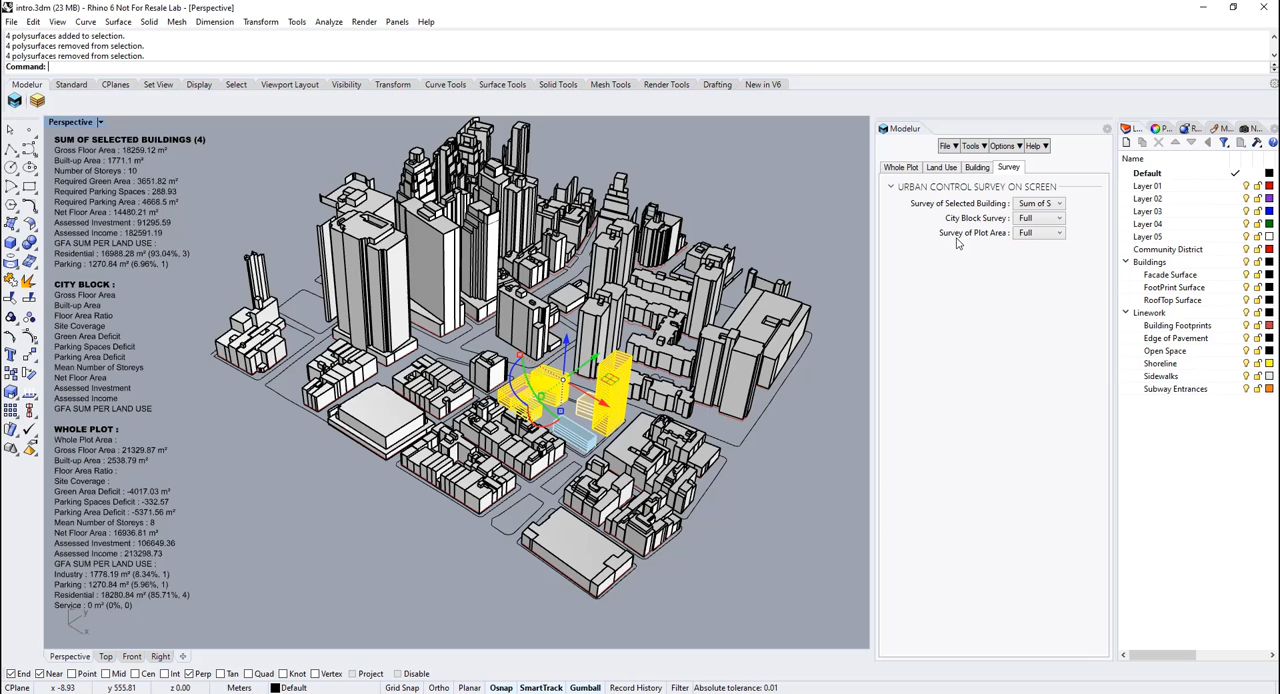 intro.3dm (23 MB) - Rhino 6 Not For Resale Lab - [Perspective]
File Edit View Curve Surface Solid Mesh Dimension Transform Tools Analyze Render Panels Help
4 polysurfaces added to selection.
4 polysurfaces removed from selection.
4 polysurfaces removed from selection.
Command:
Modelur Standard CPlanes Set View Display Select Viewport Layout Visibility Transform Curve Tools Surface Tools Solid Tools Mesh Tools Render Tools Drafting New in V6
Perspective
SUM OF SELECTED BUILDINGS (4)
Gross Floor Area : 18259.12 m²
Built-up Area : 1771.1 m²
Number of Storeys : 10
Required Green Area : 3651.82 m²
Required Parking Spaces : 288.93
Required Parking Area : 4668.5 m²
Net Floor Area : 14480.21 m²
Assessed Investment : 91295.59
Assessed Income : 182591.19
GFA SUM PER LAND USE :
Residential : 16988.28 m² (93.04%, 3)
Parking : 1270.84 m² (6.96%, 1)
CITY BLOCK :
Gross Floor Area
Built-up Area
Floor Area Ratio
Site Coverage
Green Area Deficit
Parking Spaces Deficit
Parking Area Deficit
Mean Number of Storeys
Net Floor Area
Assessed Investment
Assessed Income
GFA SUM PER LAND USE
WHOLE PLOT :
Whole Plot Area :
Gross Floor Area : 21329.87 m²
Built-up Area : 2538.79 m²
Floor Area Ratio :
Site Coverage :
Green Area Deficit : -4017.03 m²
Parking Spaces Deficit : -332.57
Parking Area Deficit : -5371.56 m²
Mean Number of Storeys : 8
Net Floor Area : 16936.81 m²
Assessed Investment : 106649.36
Assessed Income : 213298.73
GFA SUM PER LAND USE :
Industry : 1778.19 m² (8.34%, 1)
Parking : 1270.84 m² (5.96%, 1)
Residential : 18280.84 m² (85.71%, 4)
Service : 0 m² (0%, 0)
y
x
Modelur
File Tools Options Help
Whole Plot Land Use Building Survey
URBAN CONTROL SURVEY ON SCREEN
Survey of Selected Building : Sum of S
City Block Survey : Full
Survey of Plot Area : Full
L... P... R... M... N...
Name
Default
Layer 01
Layer 02
Layer 03
Layer 04
Layer 05
Community District
Buildings
Facade Surface
FootPrint Surface
RoofTop Surface
Linework
Building Footprints
Edge of Pavement
Open Space
Shoreline
Sidewalks
Subway Entrances
Perspective Top Front Right
End Near Point Mid Cen Int Perp Tan Quad Knot Vertex Project Disable
CPlane x -8.93 y 555.81 z 0.00 Meters Default Grid Snap Ortho Planar Osnap SmartTrack Gumball Record History Filter Absolute tolerance: 0.01